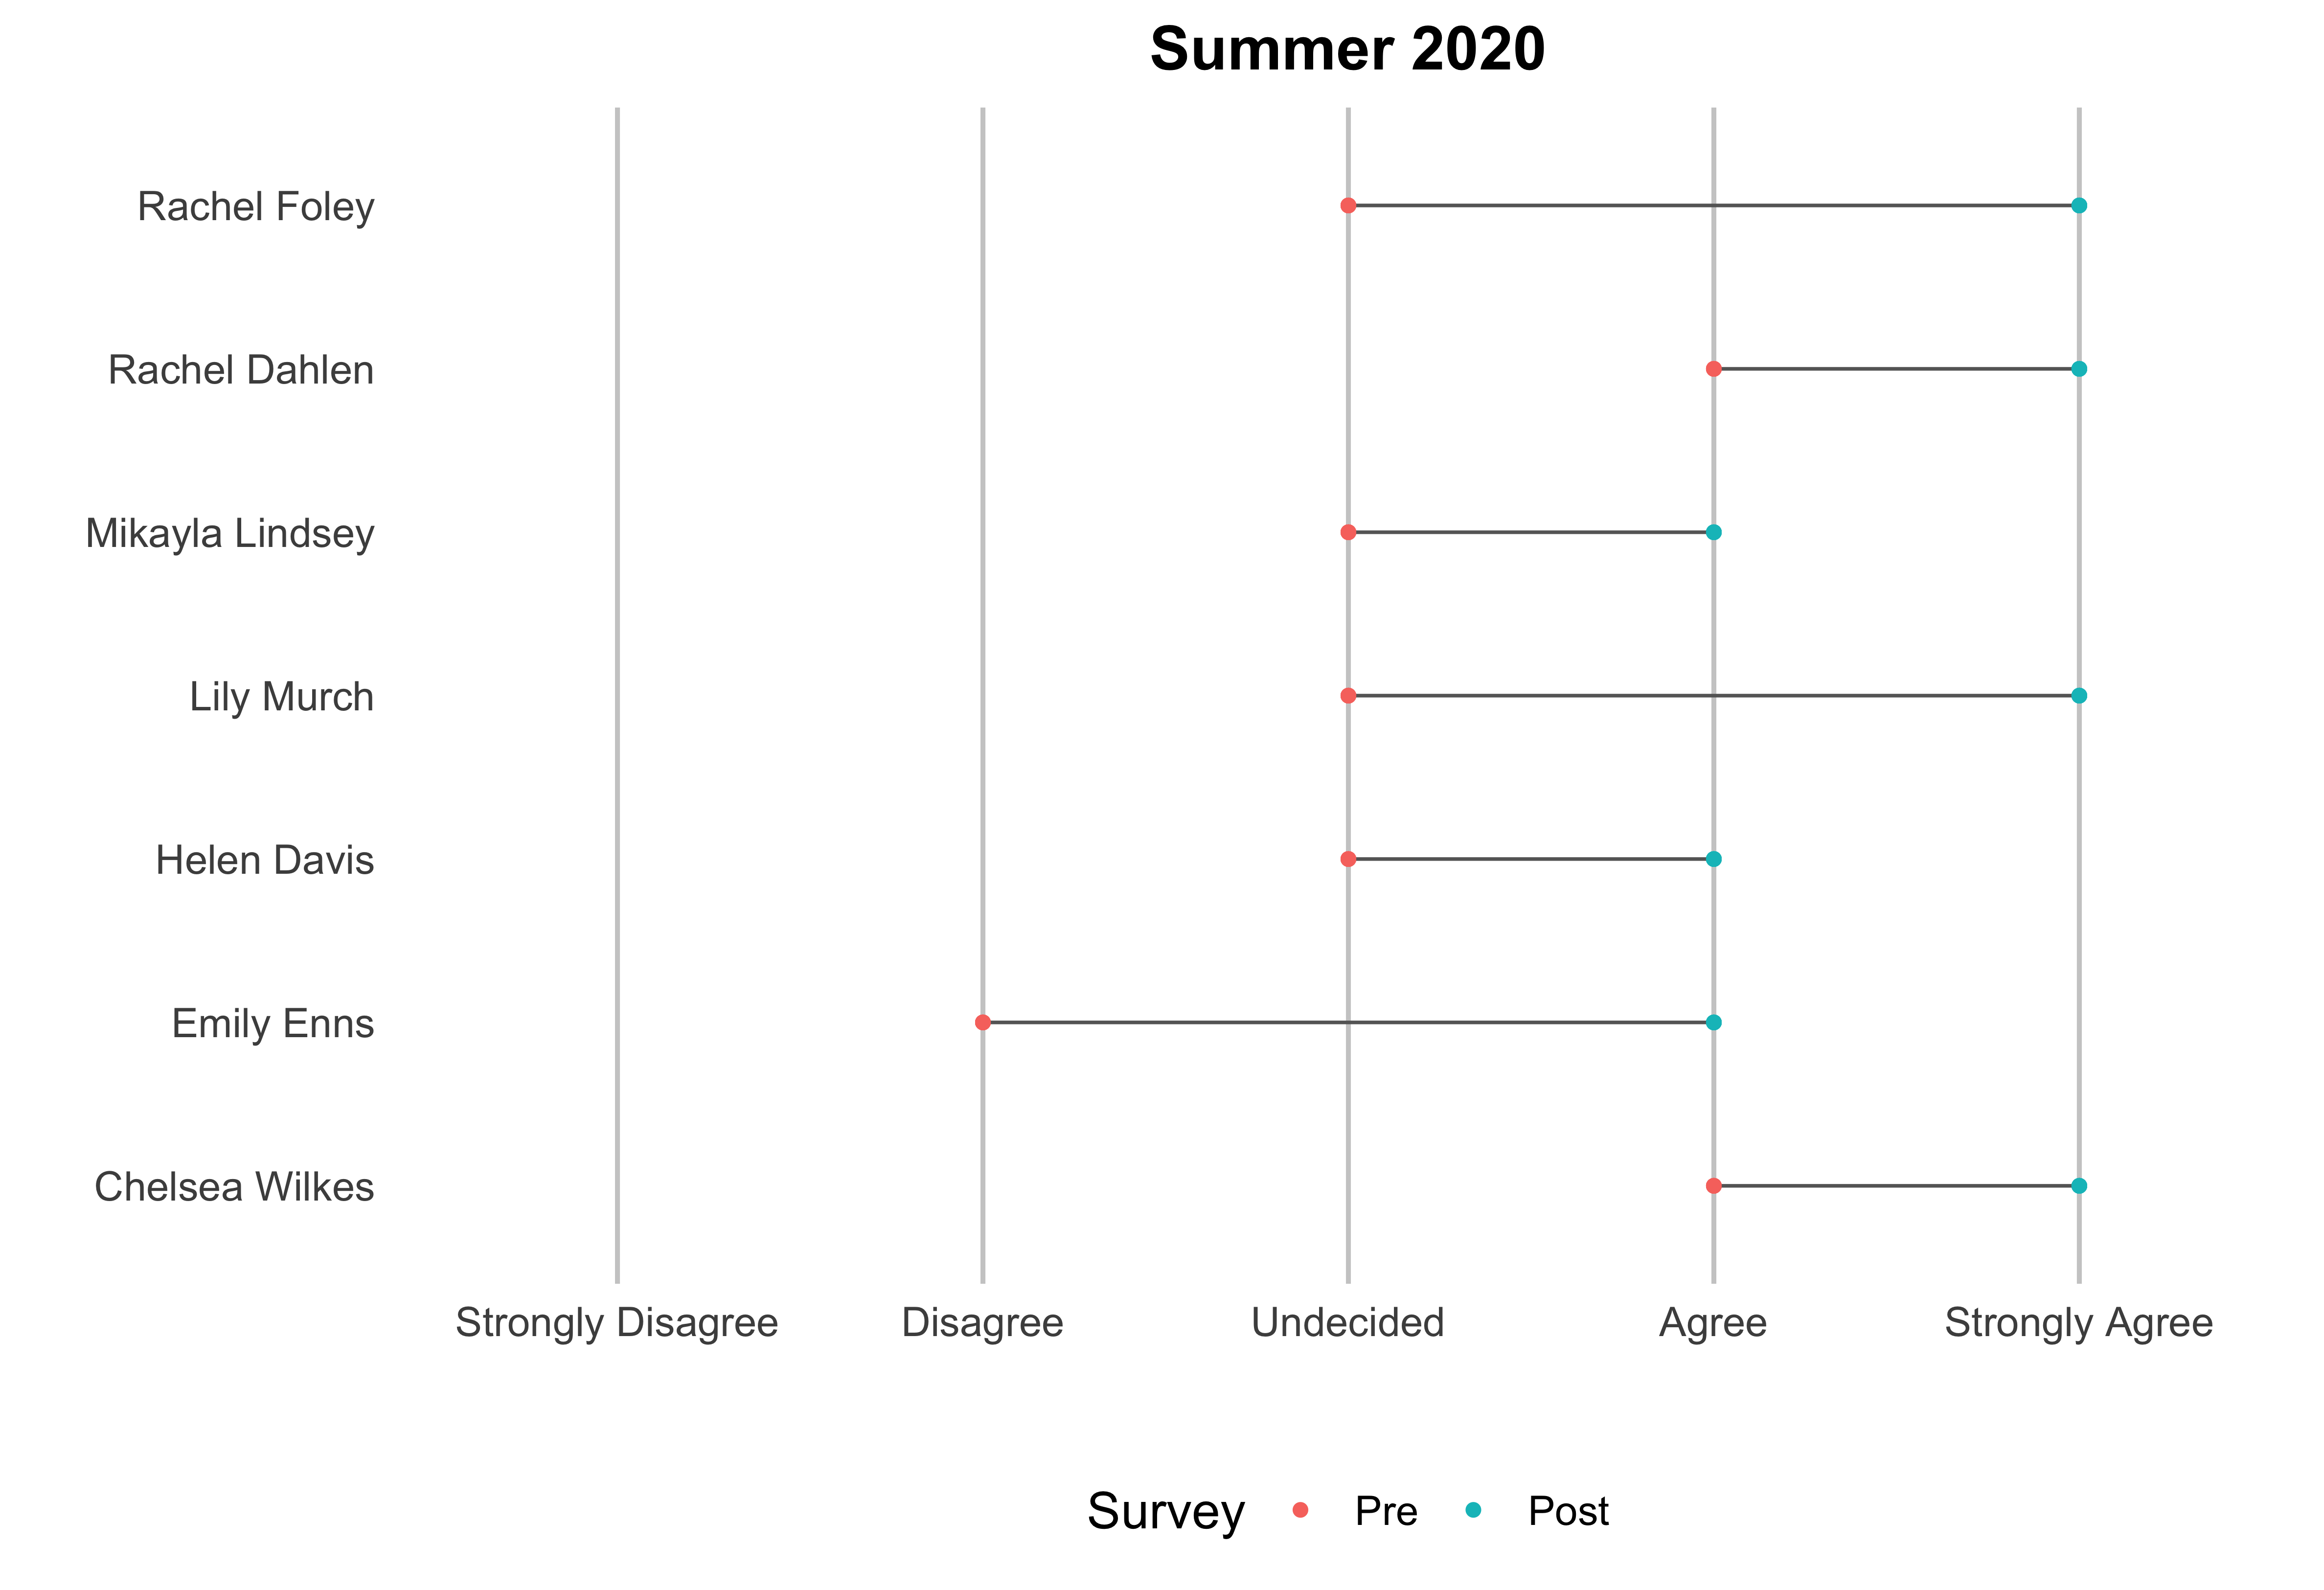 Summer 2020
Rachel Foley
Rachel Dahlen
Mikayla Lindsey
Lily Murch
Helen Davis
Emily Enns
Chelsea Wilkes
Strongly Disagree Disagree Undecided Agree Strongly Agree
Survey Pre Post